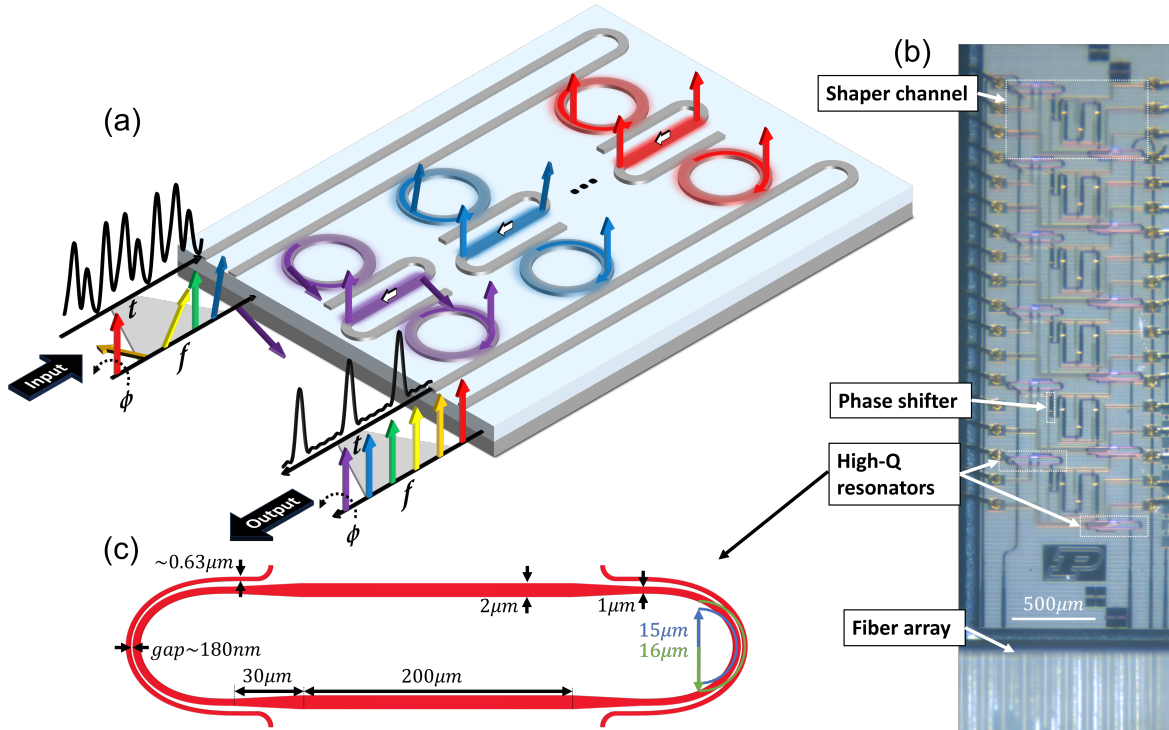 (a)
t
f
Input
ϕ
t
f
Output
ϕ
(b)
Shaper channel
Phase shifter
High-Q
resonators
P
500μm
Fiber array
(c)
~0.63μm
2μm
1μm
gap~180nm
15μm
16μm
30μm
200μm